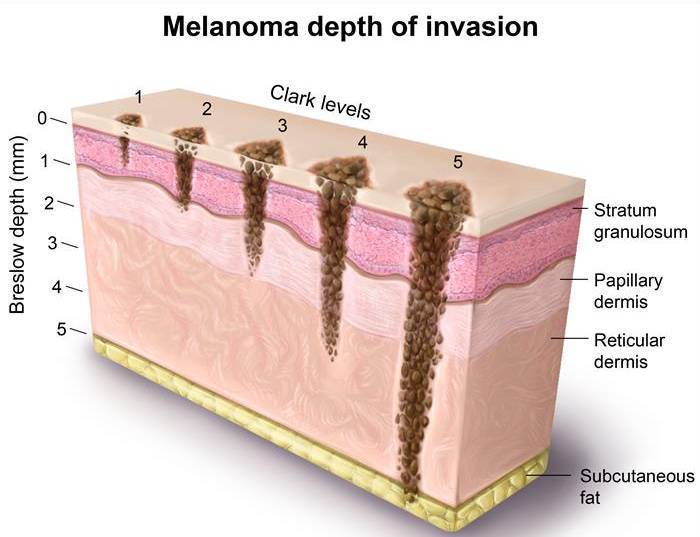 Melanoma depth of invasion
Clark levels
1
2
3
4
5
Breslow depth (mm)
0
1
2
3
4
5
Stratum
granulosum
Papillary
dermis
Reticular
dermis
Subcutaneous
fat